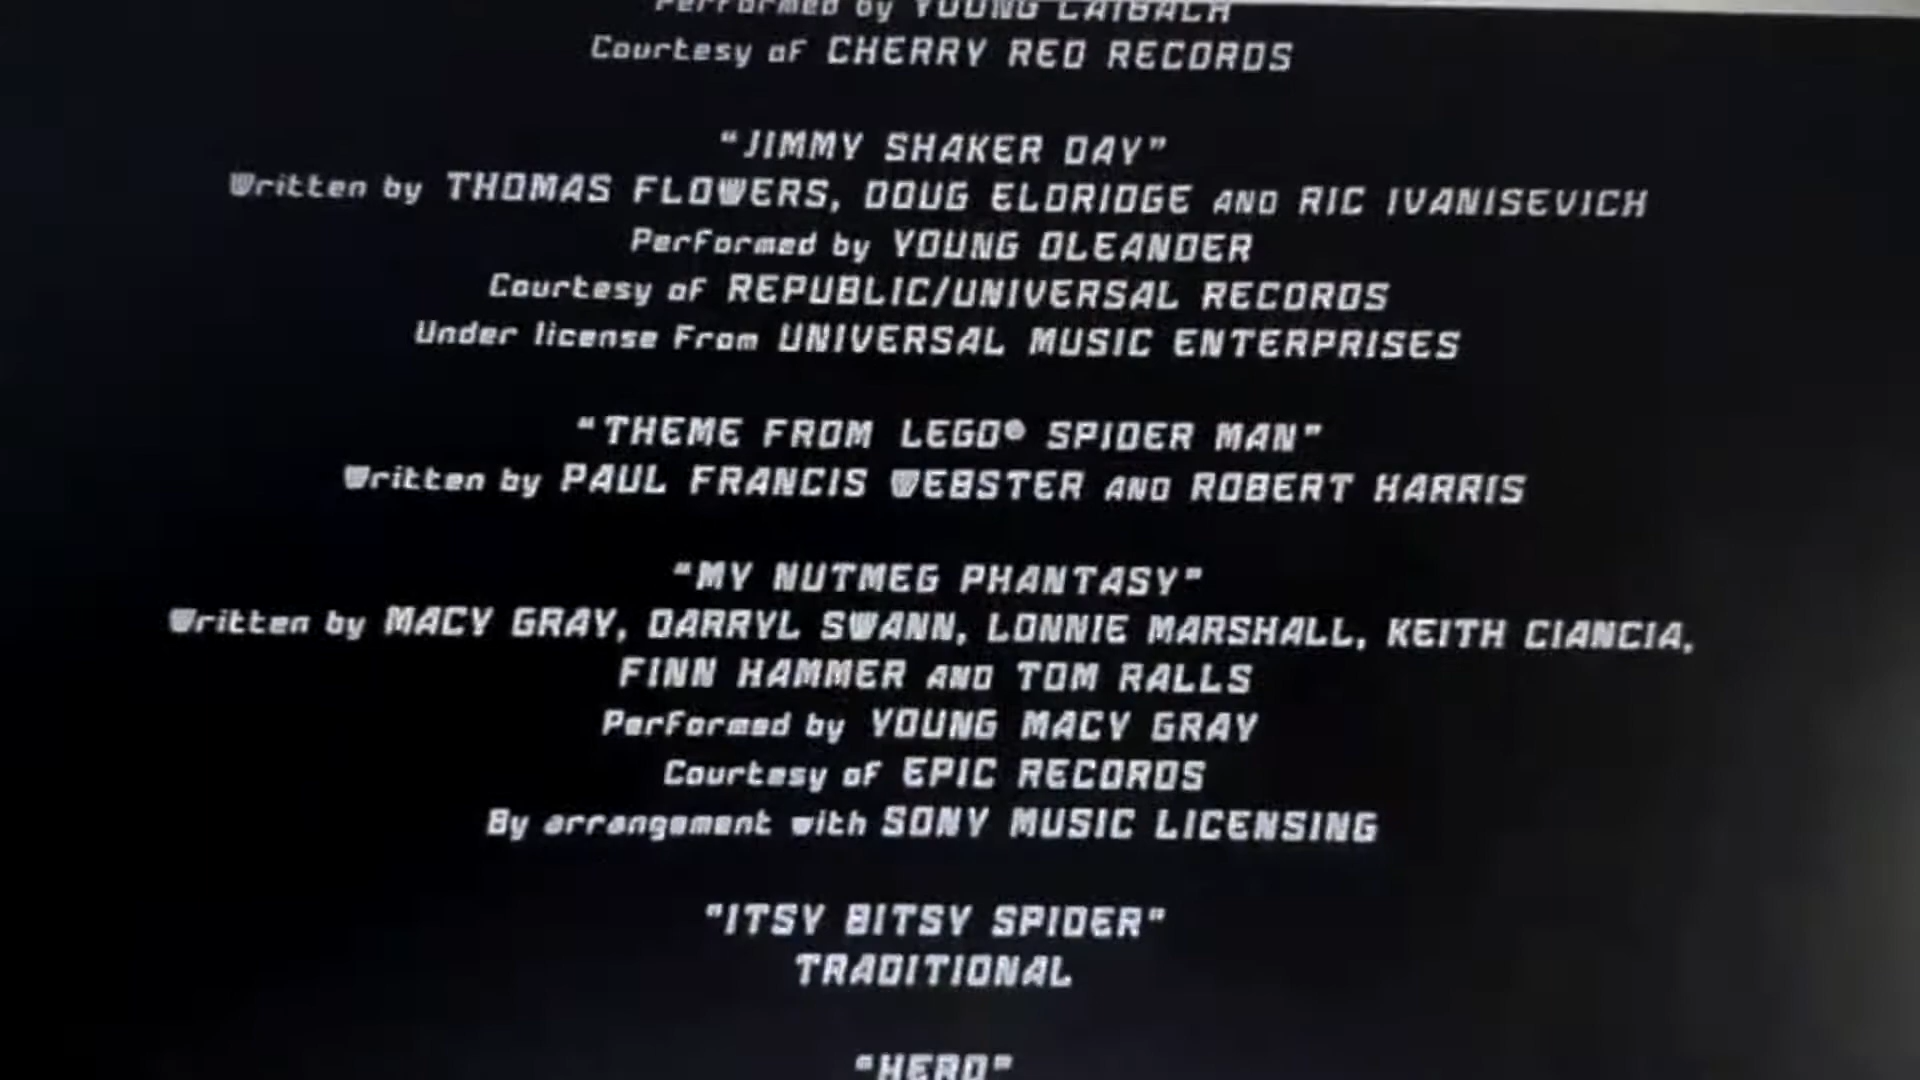 Performed by YOUNG LAIBACH
Courtesy of CHERRY RED RECORDS
"JIMMY SHAKER DAY"
Written by THOMAS FLOWERS, DOUG ELDRIDGE AND RIC IVANISEVICH
Performed by YOUNG OLEANDER
Courtesy of REPUBLIC/UNIVERSAL RECORDS
Under license from UNIVERSAL MUSIC ENTERPRISES
"THEME FROM LEGO® SPIDER MAN"
Written by PAUL FRANCIS WEBSTER AND ROBERT HARRIS
"MY NUTMEG PHANTASY"
Written by MACY GRAY, DARRYL SWANN, LONNIE MARSHALL, KEITH CIANCIA,
FINN HAMMER AND TOM RALLS
Performed by YOUNG MACY GRAY
Courtesy of EPIC RECORDS
By arrangement with SONY MUSIC LICENSING
"ITSY BITSY SPIDER"
TRADITIONAL
"HERO"